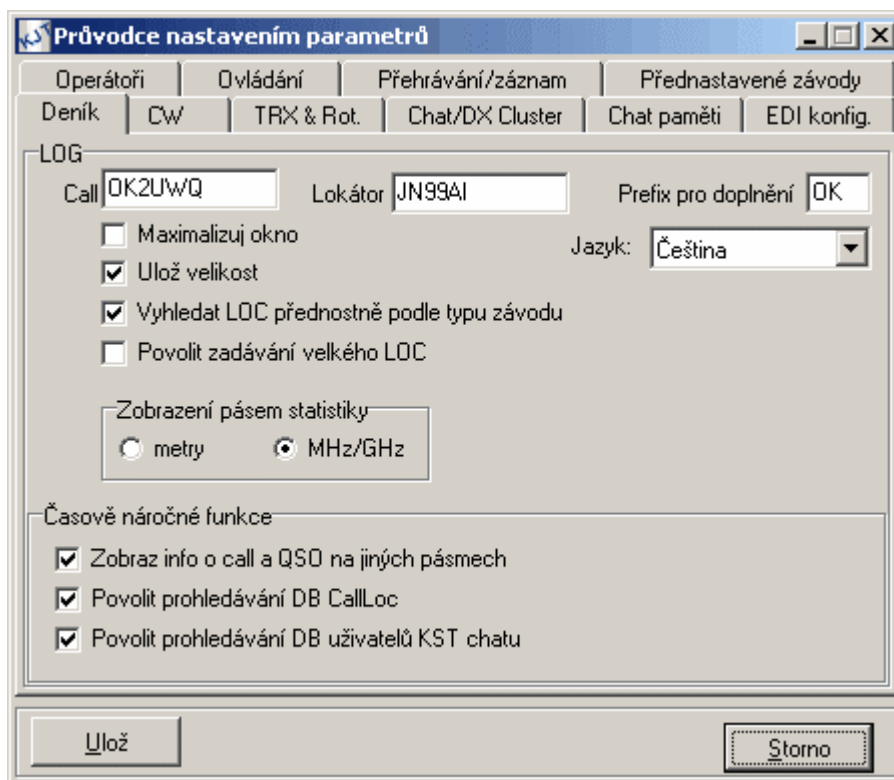 Průvodce nastavením parametrů
Operátoři Ovládání Přehrávání/záznam Přednastavené závody
Deník CW TRX & Rot. Chat/DX Cluster Chat paměti EDI konfig.
LOG
Call OK2UWQ Lokátor JN99AI Prefix pro doplnění OK
Maximalizuj okno
Jazyk: Čeština
Ulož velikost
Vyhledat LOC přednostně podle typu závodu
Povolit zadávání velkého LOC
Zobrazení pásem statistiky
metry MHz/GHz
Časově náročné funkce
Zobraz info o call a QSO na jiných pásmech
Povolit prohledávání DB CallLoc
Povolit prohledávání DB uživatelů KST chatu
Ulož Storno